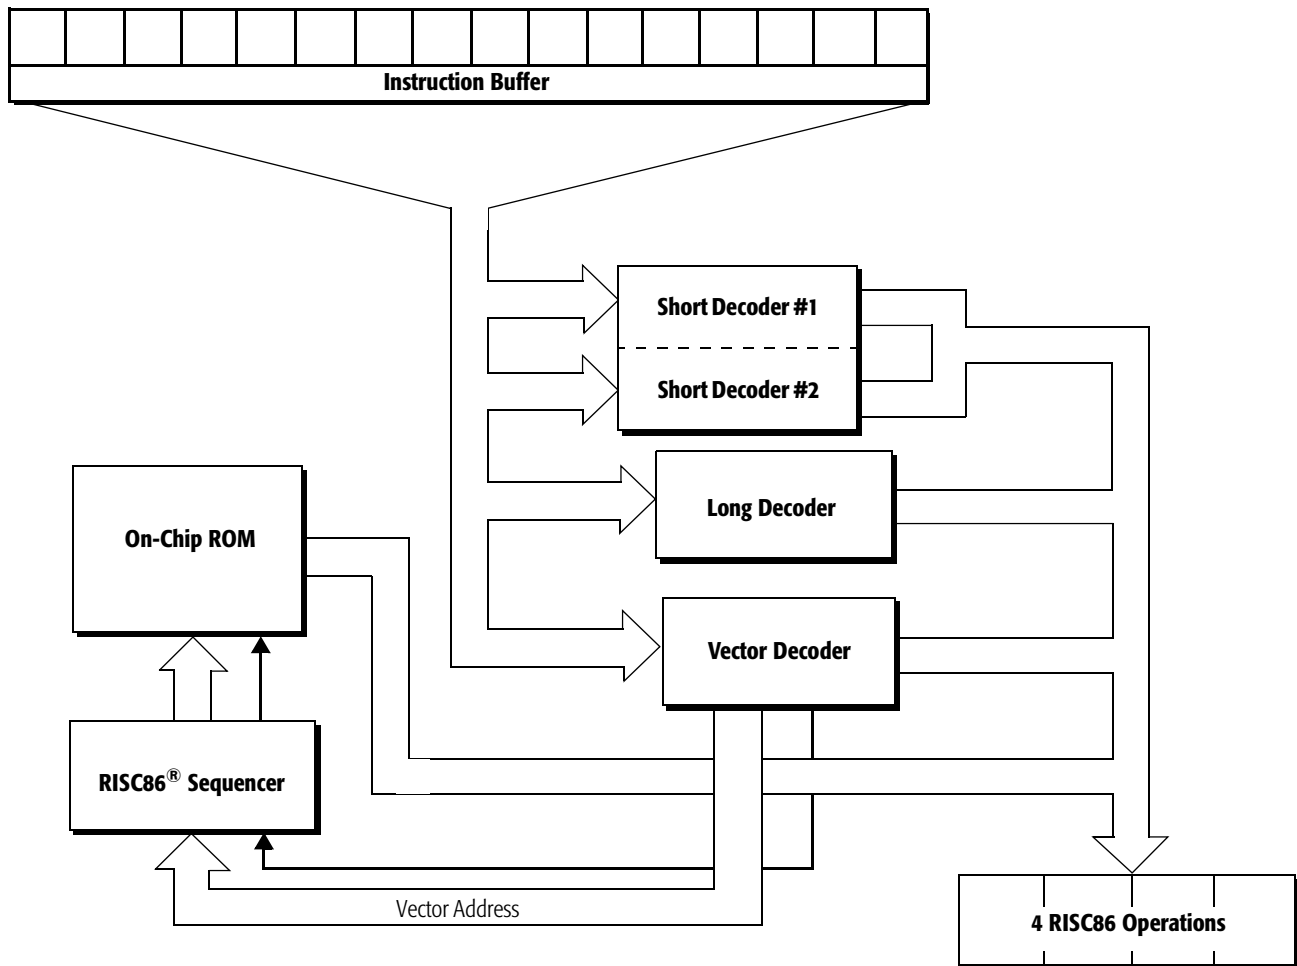 Instruction Buffer
Short Decoder #1
Short Decoder #2
Long Decoder
On-Chip ROM
Vector Decoder
RISC86® Sequencer
Vector Address
4 RISC86 Operations